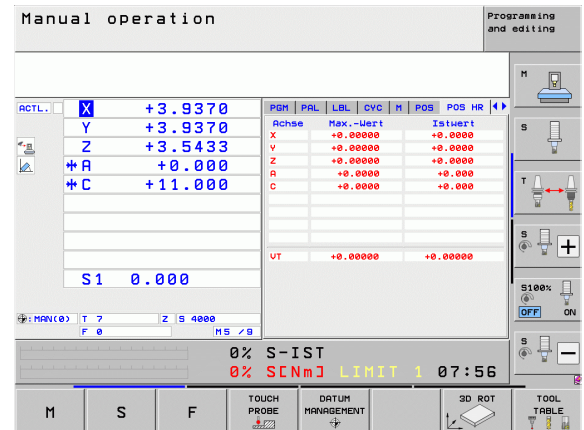 Manual operation
Programming
and editing
ACTL. X +3.9370
Y +3.9370
Z +3.5433
A +0.000
C +11.000
S1 0.000
:MAN(0) T 7 Z S 4000
F 0 M5 /9
PGM PAL LBL CYC M POS POS HR
Achse Max.-Wert Istwert
X +0.00000 +0.0000
Y +0.00000 +0.0000
Z +0.00000 +0.0000
A +0.0000 +0.000
C +0.0000 +0.000
VT +0.00000 +0.0000
0% S-IST
0% S[Nm] LIMIT 1 07:56
M
S
T
S
S100%
OFF ON
S
M
S
F
TOUCH
PROBE
DATUM
MANAGEMENT
3D ROT
TOOL
TABLE